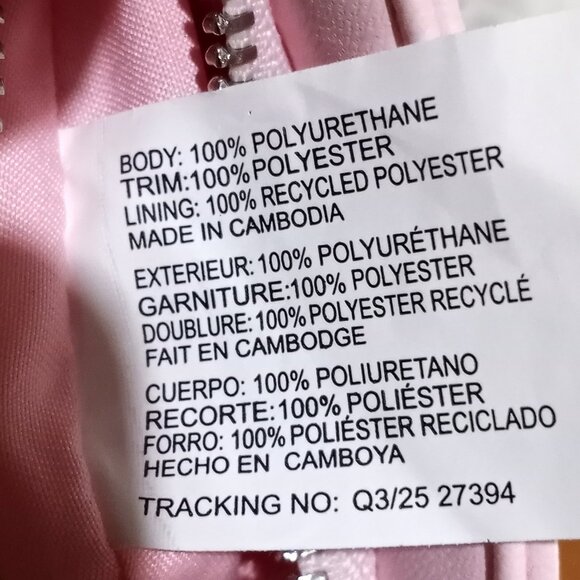 BODY: 100% POLYURETHANE
TRIM:100% POLYESTER
LINING: 100% RECYCLED POLYESTER
MADE IN CAMBODIA
EXTERIEUR: 100% POLYURÉTHANE
GARNITURE:100% POLYESTER
DOUBLURE: 100% POLYESTER RECYCLÉ
FAIT EN CAMBODGE
CUERPO: 100% POLIURETANO
RECORTE:100% POLIÉSTER
FORRO: 100% POLIÉSTER RECICLADO
HECHO EN CAMBOYA
TRACKING NO: Q3/25 27394